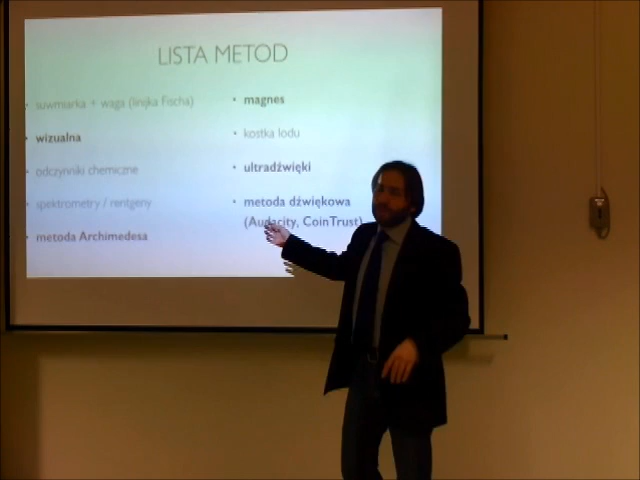 LISTA METOD
• suwmiarka + waga (linijka Fischa)
• wizualna
• odczynniki chemiczne
• spektrometry / rentgeny
• metoda Archimedesa
• magnes
• kostka lodu
• ultradźwięki
• metoda dźwiękowa
(Audacity, CoinTrust)